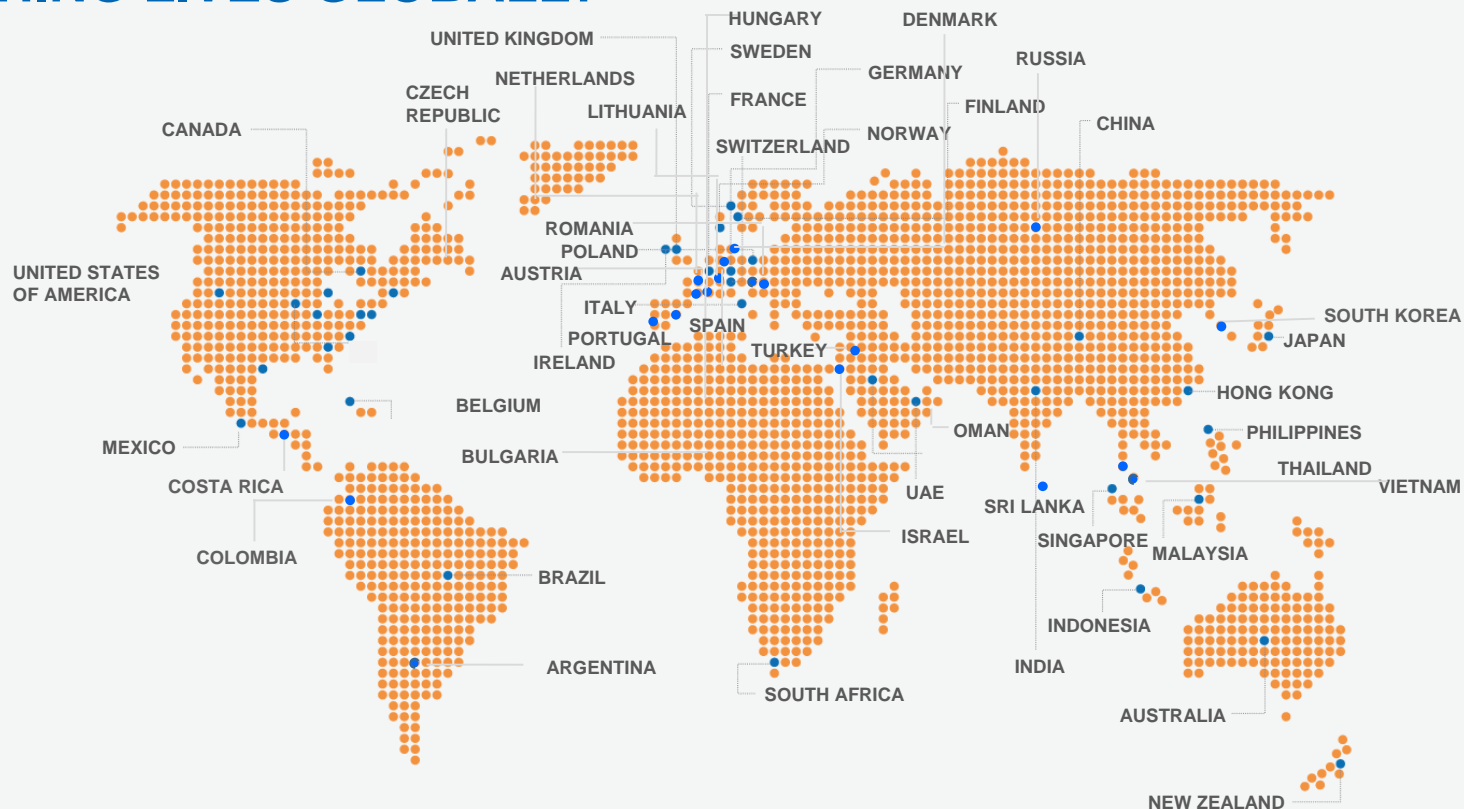 HUNGARY
DENMARK
UNITED KINGDOM
SWEDEN
RUSSIA
NETHERLANDS
GERMANY
CZECH
REPUBLIC
FRANCE
LITHUANIA
FINLAND
CANADA
CHINA
NORWAY
SWITZERLAND
ROMANIA
POLAND
UNITED STATES
OF AMERICA
AUSTRIA
ITALY
SOUTH KOREA
SPAIN
PORTUGAL
JAPAN
TURKEY
IRELAND
HONG KONG
BELGIUM
OMAN
PHILIPPINES
MEXICO
BULGARIA
THAILAND
COSTA RICA
VIETNAM
UAE
SRI LANKA
ISRAEL
SINGAPORE
COLOMBIA
MALAYSIA
BRAZIL
INDONESIA
ARGENTINA
INDIA
SOUTH AFRICA
AUSTRALIA
NEW ZEALAND